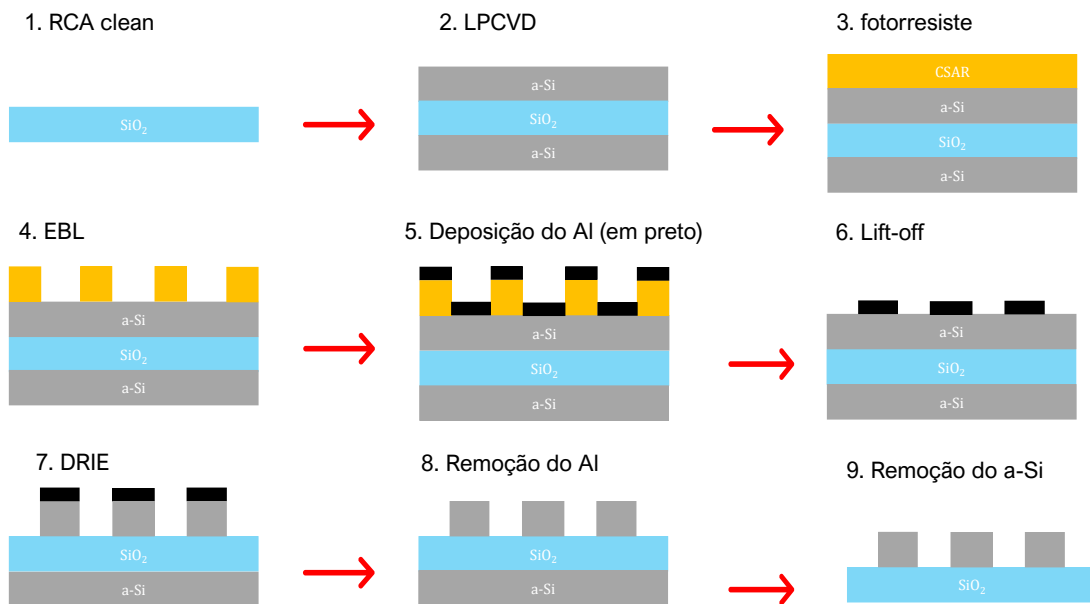 1. RCA clean
2. LPCVD
3. fotorresiste
SiO₂
a-Si
SiO₂
a-Si
CSAR
a-Si
SiO₂
a-Si
4. EBL
5. Deposição do Al (em preto)
6. Lift-off
a-Si
SiO₂
a-Si
a-Si
SiO₂
a-Si
a-Si
SiO₂
a-Si
7. DRIE
8. Remoção do Al
9. Remoção do a-Si
SiO₂
a-Si
SiO₂
a-Si
SiO₂